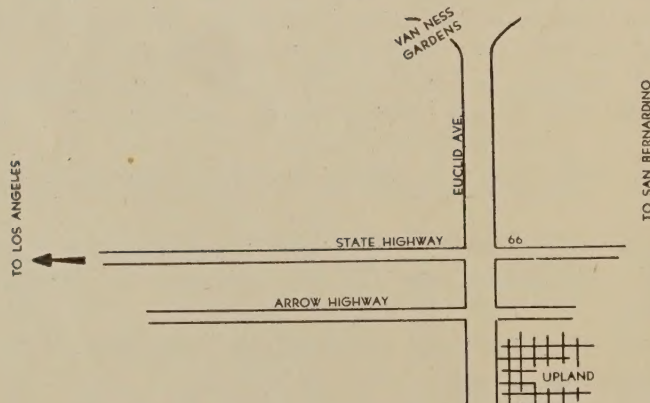 VAN NESS
GARDENS
EUCLID AVE.
TO LOS ANGELES
TO SAN BERNARDINO
STATE HIGHWAY 66
ARROW HIGHWAY
UPLAND